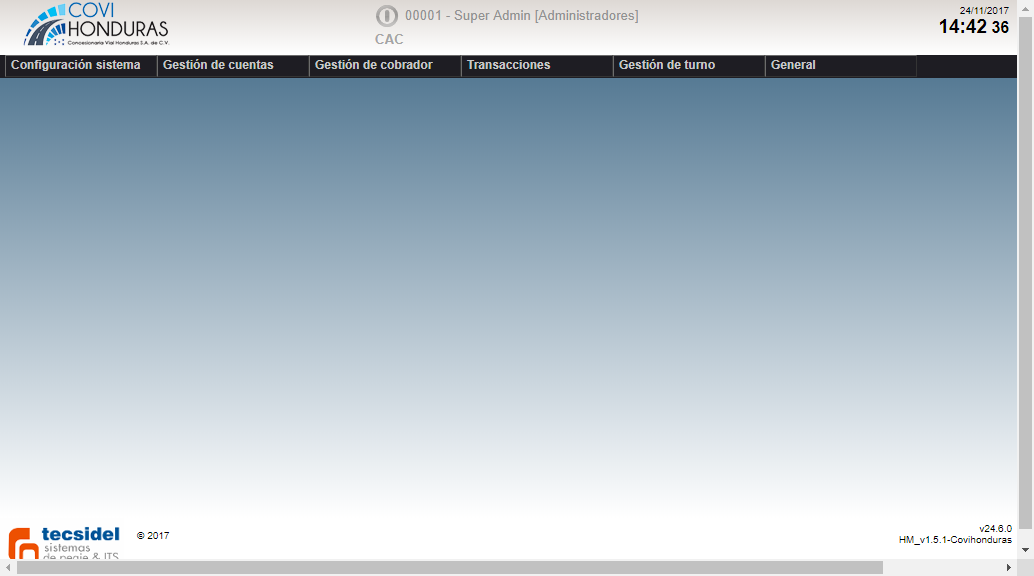 COVI
HONDURAS
Concesionaria Vial Honduras S.A. de C.V.
00001 - Super Admin [Administradores]
CAC
24/11/2017
14:42 36
Configuración sistema
Gestión de cuentas
Gestión de cobrador
Transacciones
Gestión de turno
General
tecsidel
sistemas
de peaje & ITS
© 2017
v24.6.0
HM_v1.5.1-Covihonduras